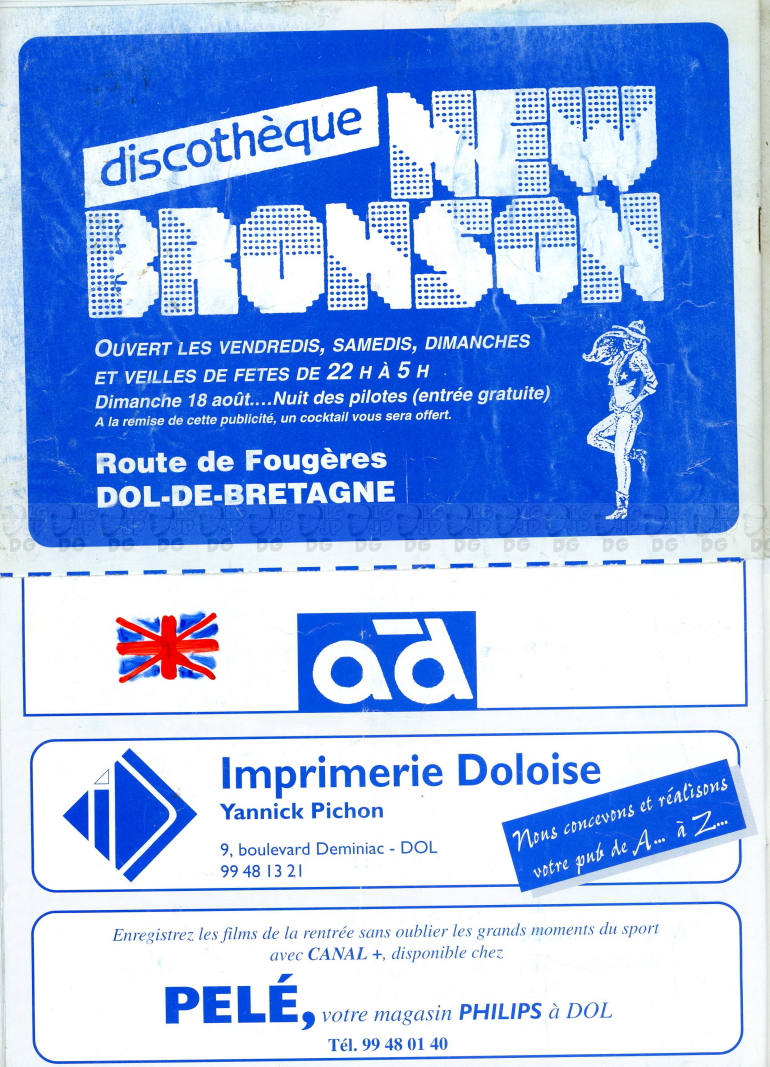 discothèque
NEW
BRONSON
OUVERT LES VENDREDIS, SAMEDIS, DIMANCHES
ET VEILLES DE FETES DE 22 H À 5 H
Dimanche 18 août....Nuit des pilotes (entrée gratuite)
A la remise de cette publicité, un cocktail vous sera offert.
Route de Fougères
DOL-DE-BRETAGNE
ad
Imprimerie Doloise
Yannick Pichon
9, boulevard Deminiac - DOL
99 48 13 21
Nous concevons et réalisons
votre pub de A... à Z...
Enregistrez les films de la rentrée sans oublier les grands moments du sport
avec CANAL +, disponible chez
PELÉ, votre magasin PHILIPS à DOL
Tél. 99 48 01 40